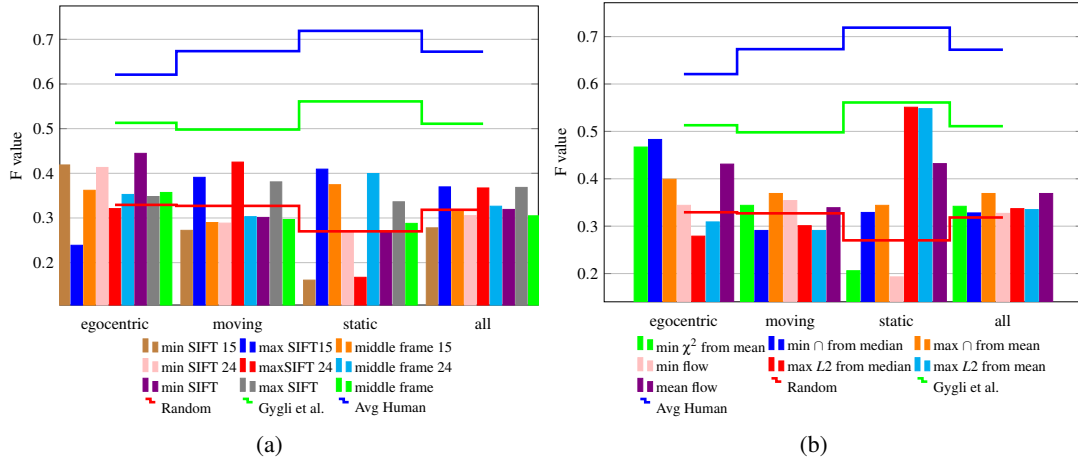 0.7
0.6
0.5
0.4
0.3
0.2
F value
egocentric moving static all
min SIFT 15 max SIFT15 middle frame 15
min SIFT 24 maxSIFT 24 middle frame 24
min SIFT max SIFT middle frame
Random Gygli et al. Avg Human
(a)
0.7
0.6
0.5
0.4
0.3
0.2
F value
egocentric moving static all
min χ² from mean min ∩ from median max ∩ from mean
min flow max L2 from median max L2 from mean
mean flow Random Gygli et al.
Avg Human
(b)